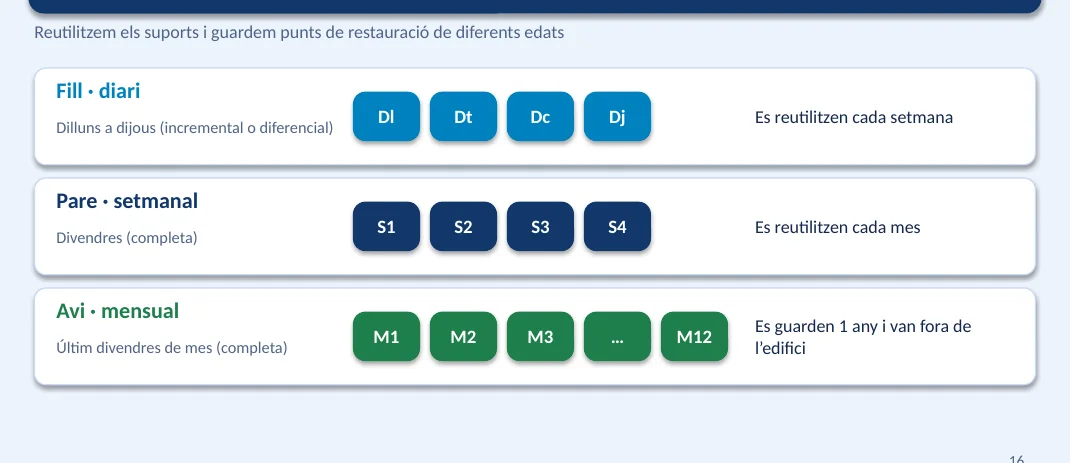 Reutilitzem els suports i guardem punts de restauració de diferents edats
Fill · diari
Dilluns a dijous (incremental o diferencial)
Dl
Dt
Dc
Dj
Es reutilitzen cada setmana
Pare · setmanal
Divendres (completa)
S1
S2
S3
S4
Es reutilitzen cada mes
Avi · mensual
Últim divendres de mes (completa)
M1
M2
M3
...
M12
Es guarden 1 any i van fora de
l'edifici
16